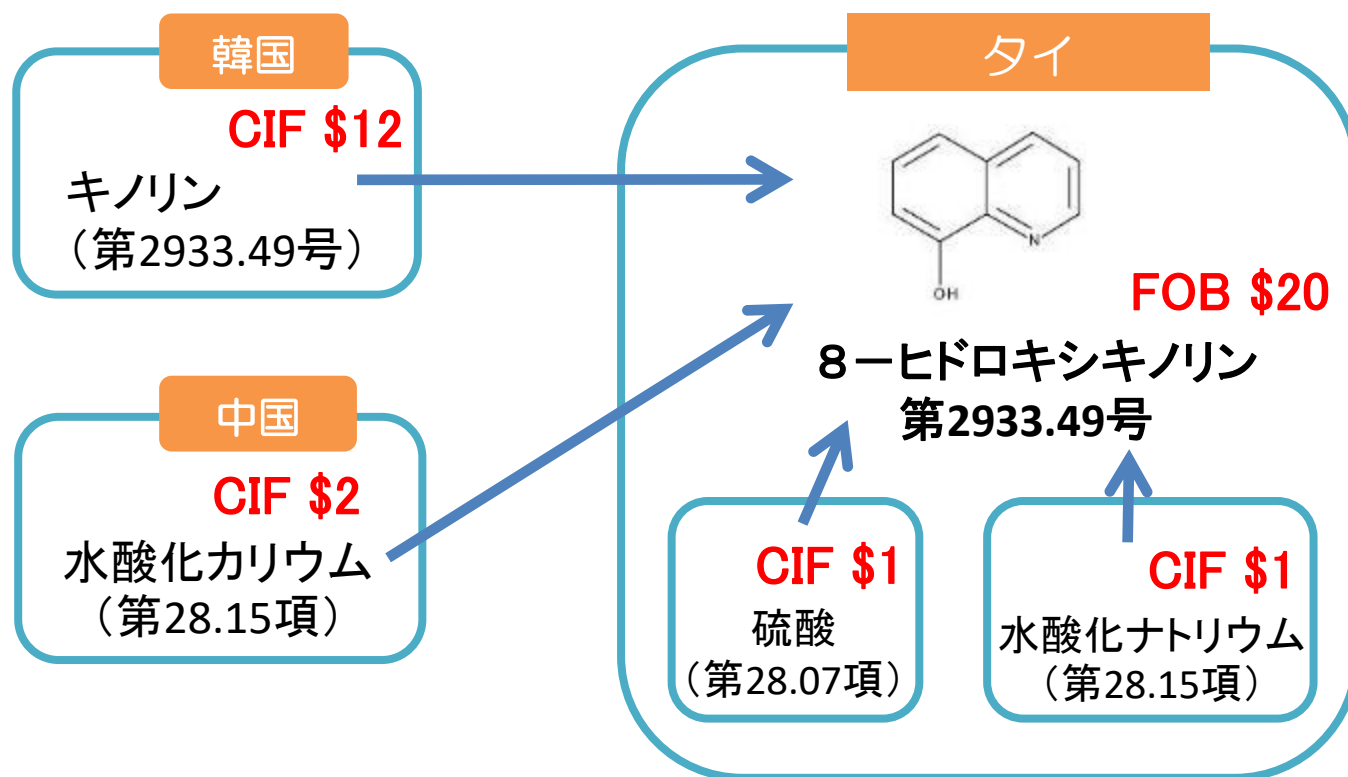 韓国
CIF $12
キノリン
（第2933.49号）
中国
CIF $2
水酸化カリウム
（第28.15項）
タイ
N
OH
FOB $20
８－ヒドロキシキノリン
第2933.49号
CIF $1
硫酸
（第28.07項）
CIF $1
水酸化ナトリウム
（第28.15項）